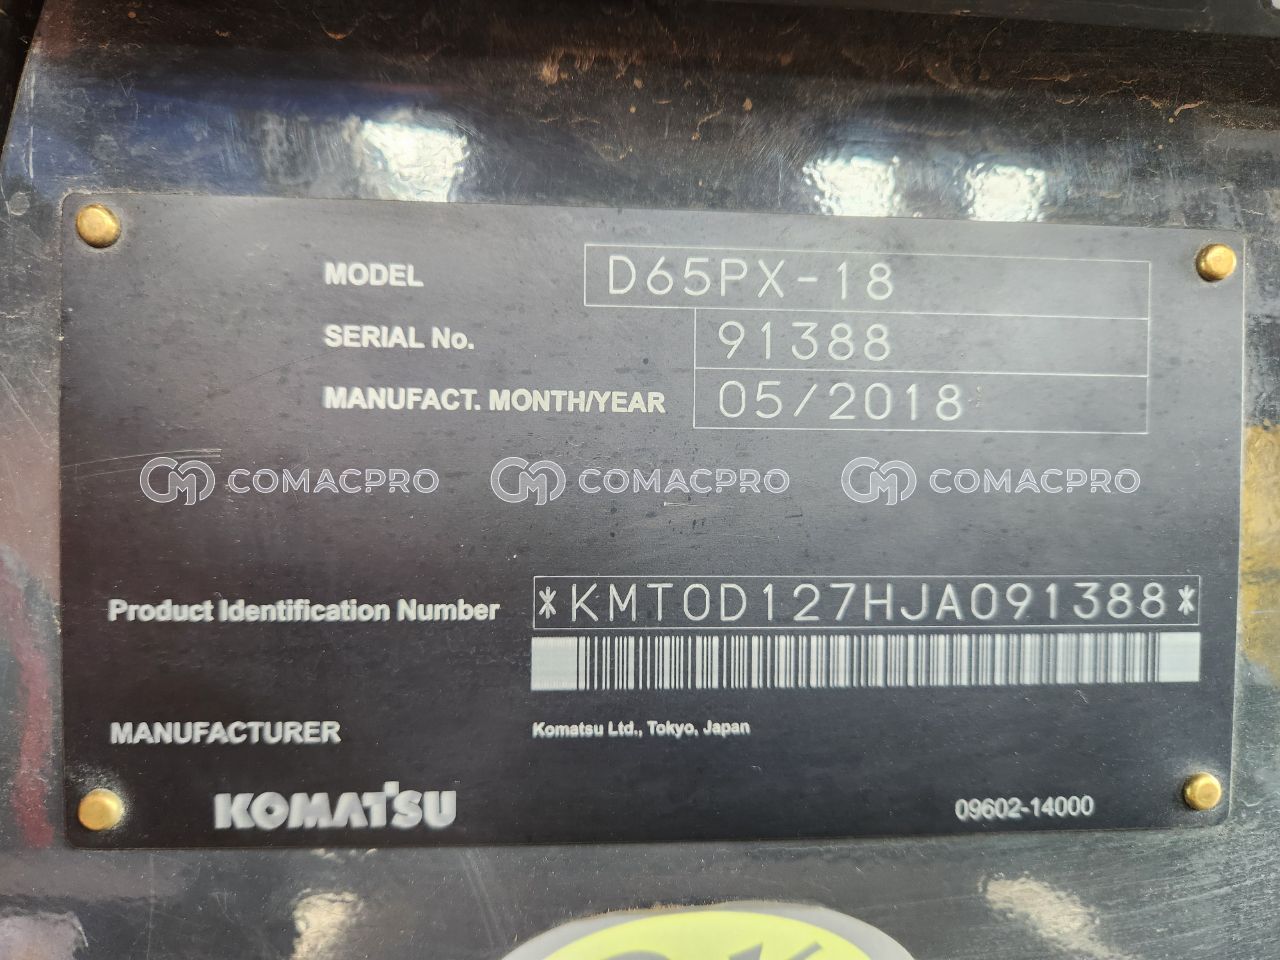 MODEL D65PX-18
SERIAL No. 91388
MANUFACT. MONTH/YEAR 05/2018
COMACPRO COMACPRO COMACPRO
Product Identification Number *KMT0D127HJA091388*
MANUFACTURER Komatsu Ltd., Tokyo, Japan
KOMATSU 09602-14000